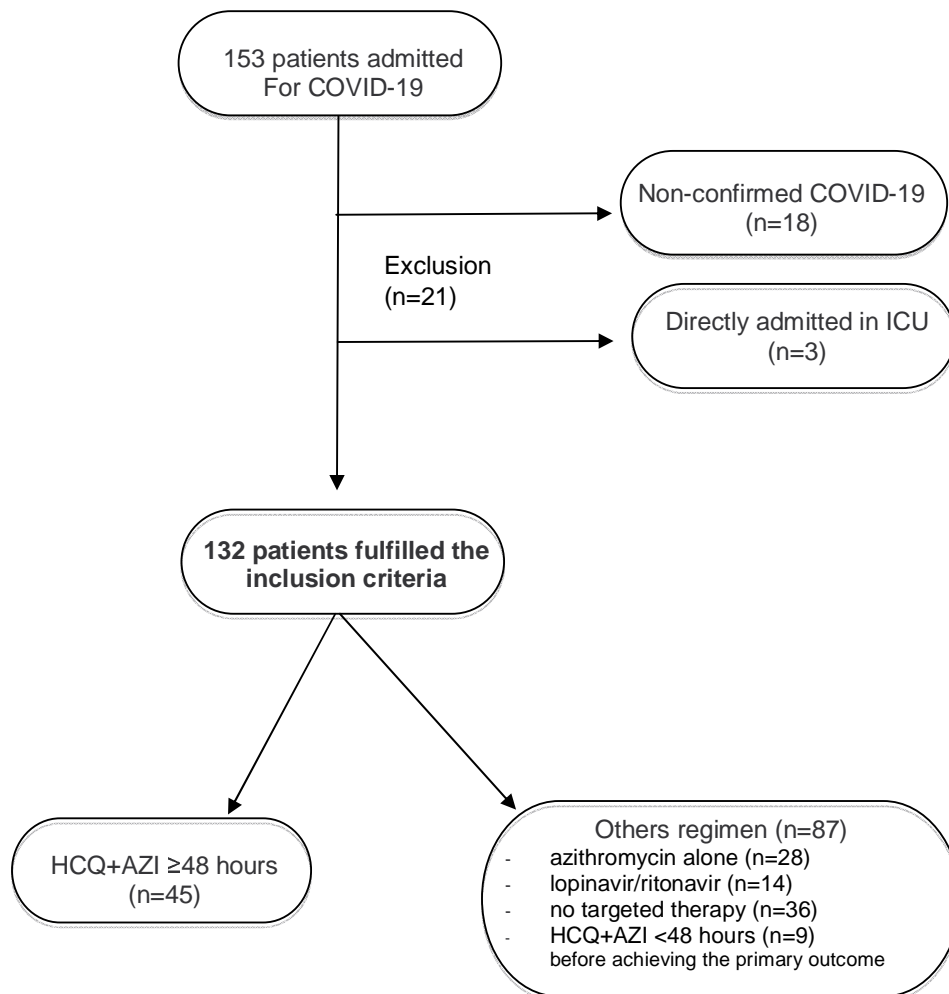 153 patients admitted
For COVID-19
Non-confirmed COVID-19
(n=18)
Exclusion
(n=21)
Directly admitted in ICU
(n=3)
132 patients fulfilled the
inclusion criteria
HCQ+AZI ≥48 hours
(n=45)
Others regimen (n=87)
- azithromycin alone (n=28)
- lopinavir/ritonavir (n=14)
- no targeted therapy (n=36)
- HCQ+AZI <48 hours (n=9)
before achieving the primary outcome